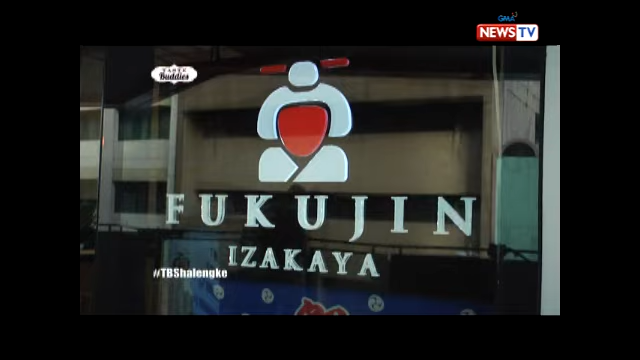 GMA
NEWS TV
TASTE
Buddies
FUKUJIN
IZAKAYA
#TBShalengke